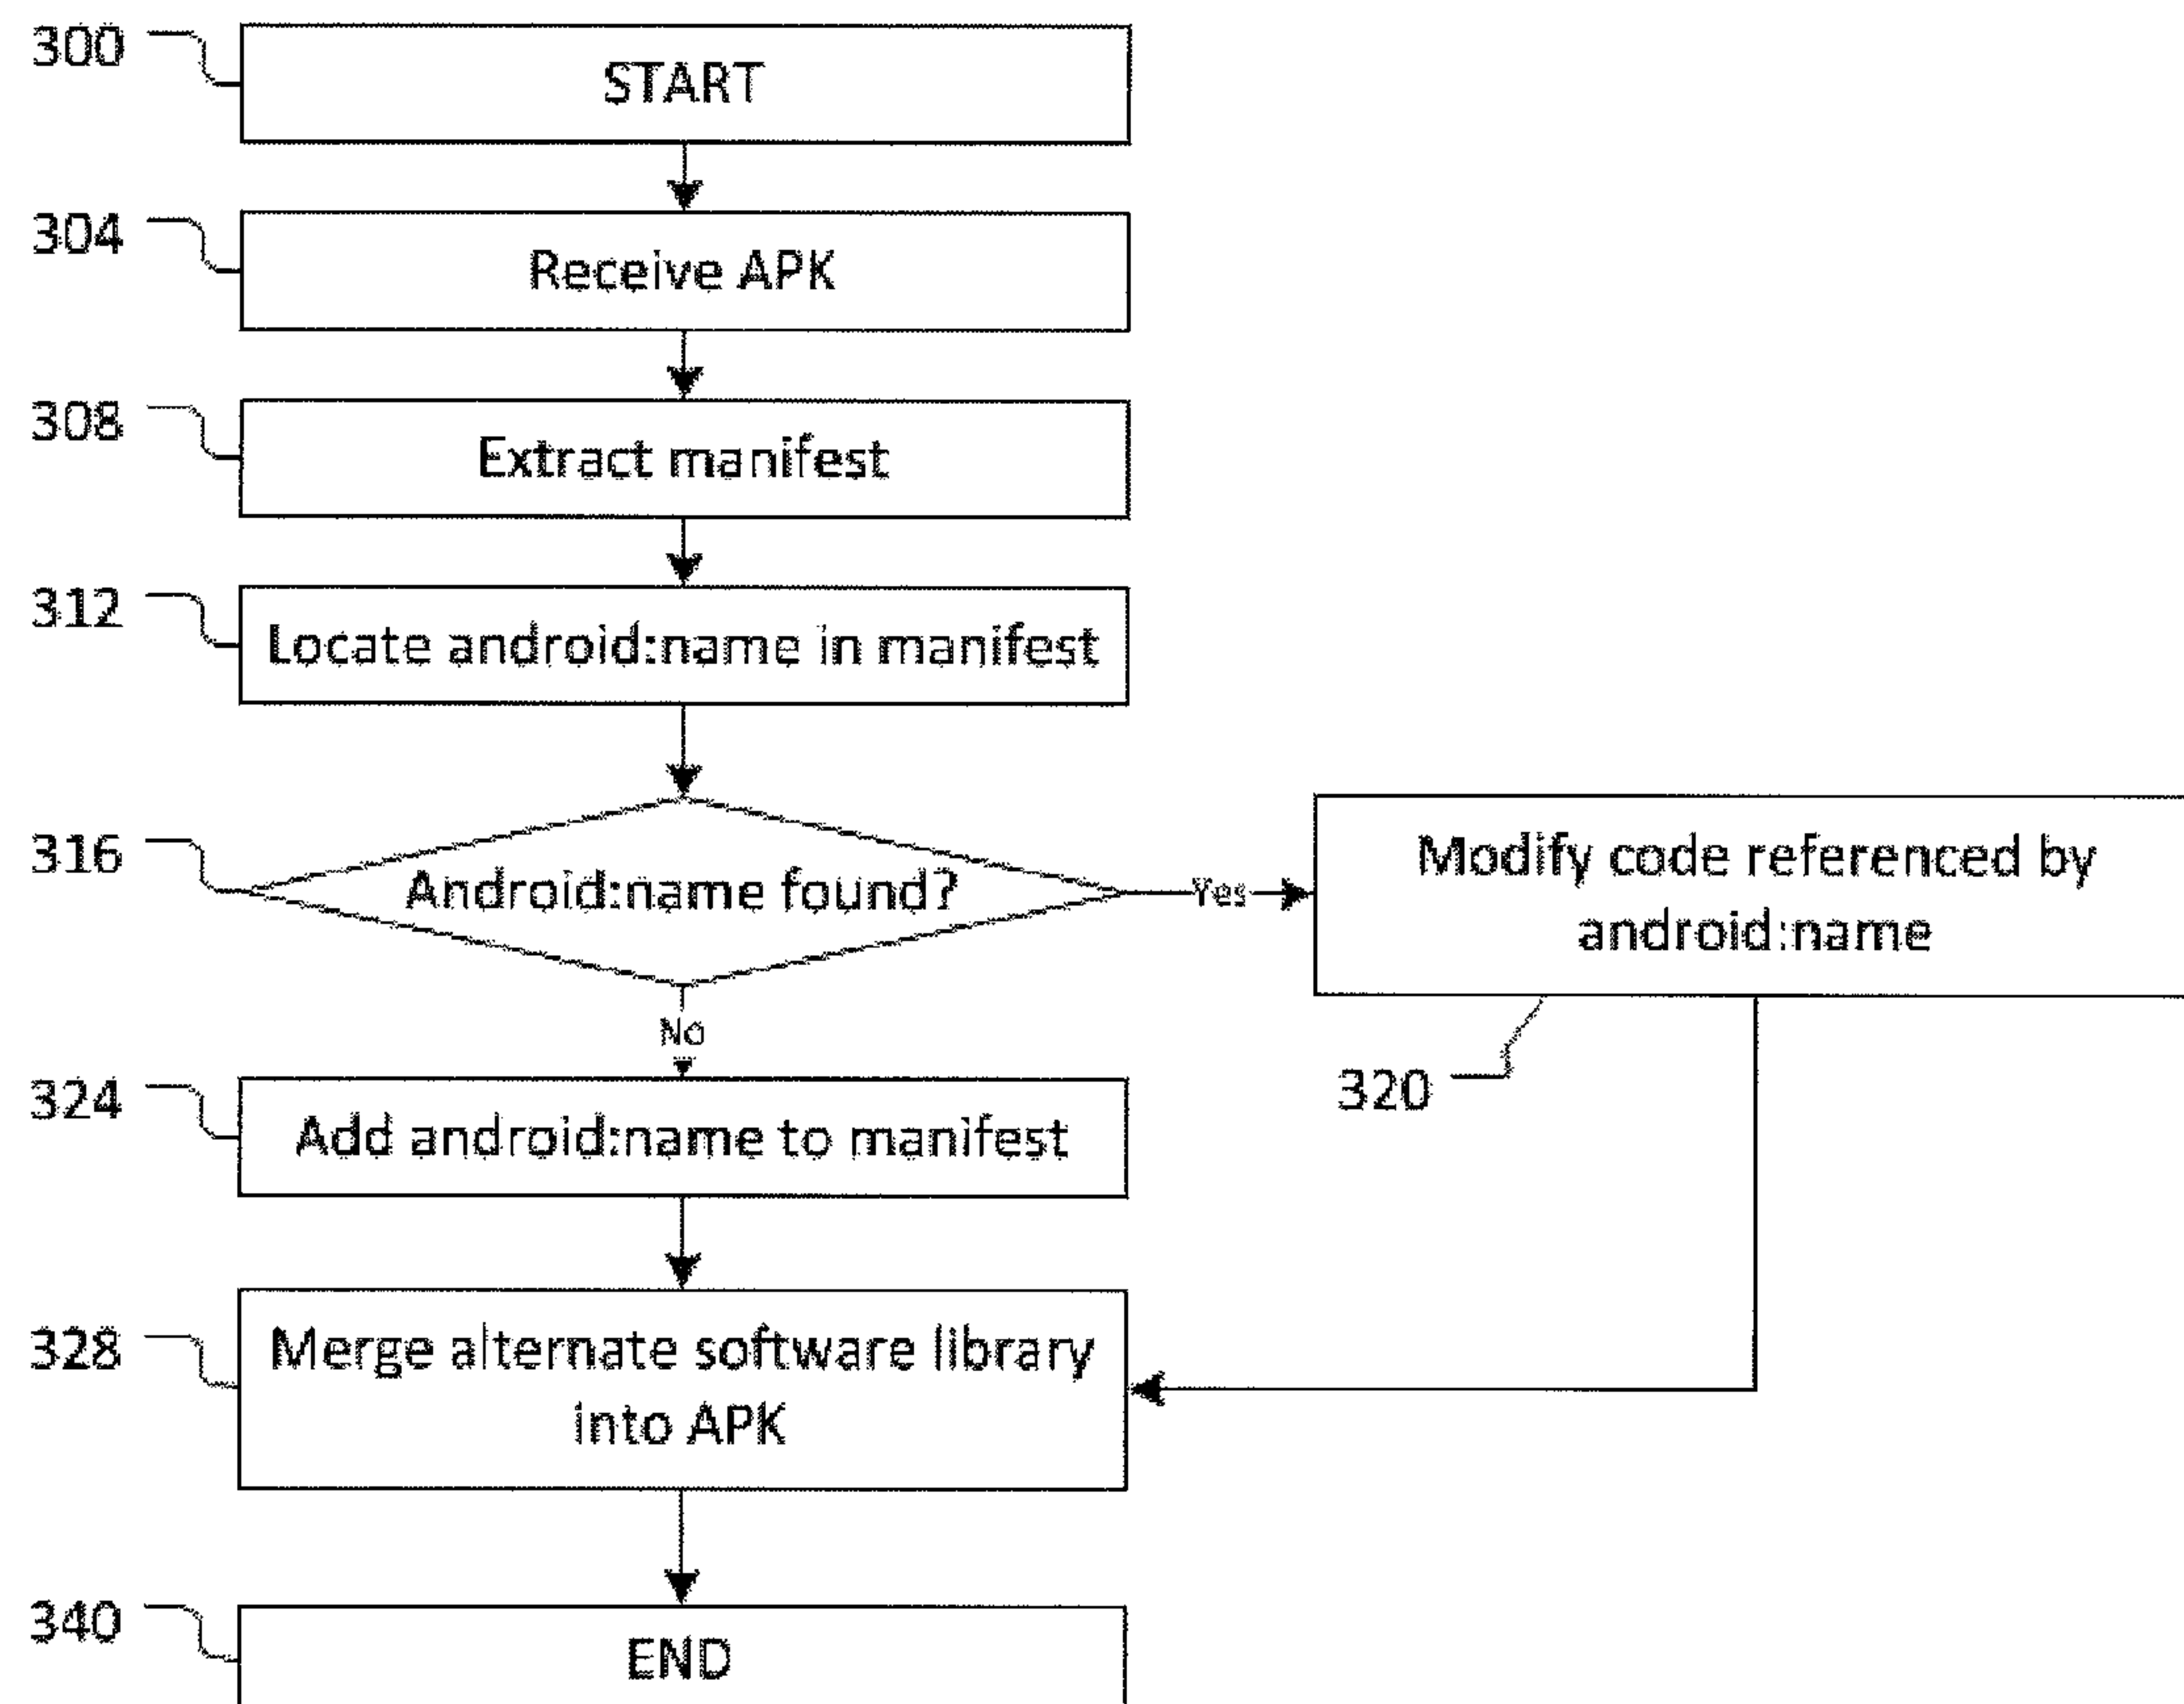 300
START
304
Receive APK
308
Extract manifest
312
Locate android:name in manifest
316
Android:name found?
Yes
Modify code referenced by
android:name
No
320
324
Add android:name to manifest
328
Merge alternate software library
into APK
340
END